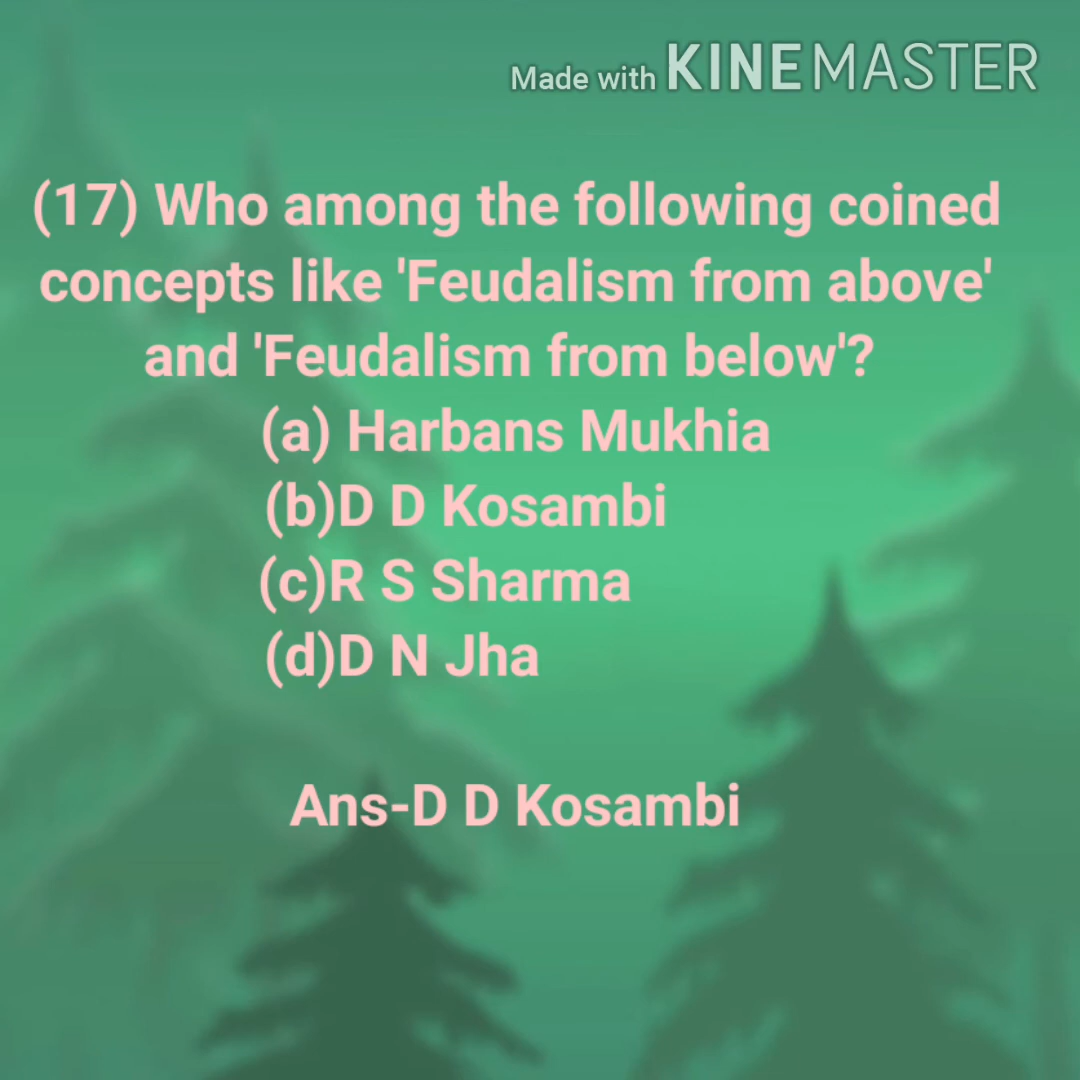 Made with KINEMASTER
(17) Who among the following coined
concepts like 'Feudalism from above'
and 'Feudalism from below'?
(a) Harbans Mukhia
(b)D D Kosambi
(c)R S Sharma
(d)D N Jha
Ans-D D Kosambi